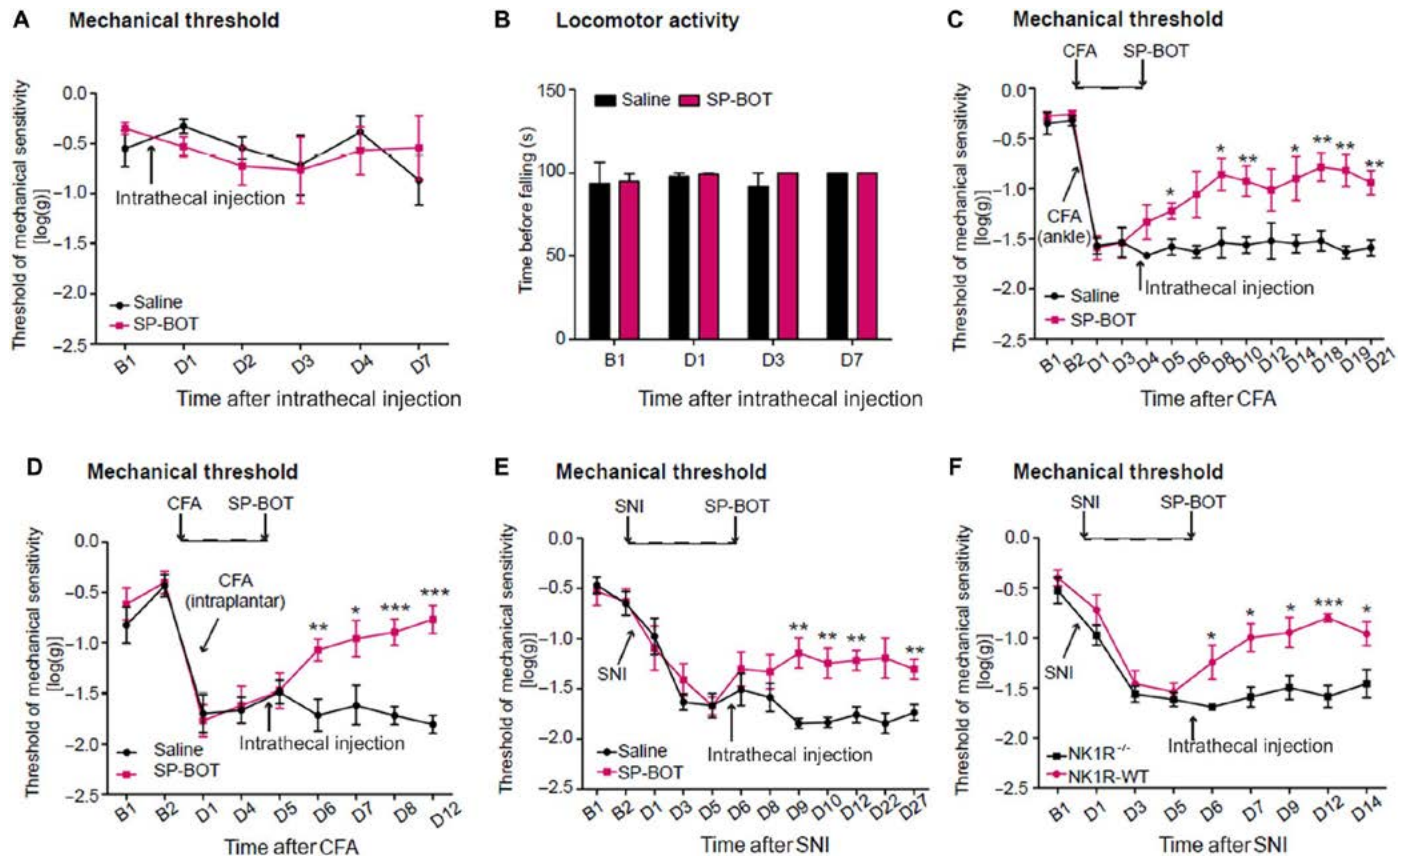 A Mechanical threshold
Threshold of mechanical sensitivity
[log(g)]
0.0
−0.5
−1.0
−1.5
−2.0
−2.5
Intrathecal injection
Saline
SP-BOT
B1 D1 D2 D3 D4 D7
Time after intrathecal injection
B Locomotor activity
Time before falling (s)
150
100
50
0
Saline SP-BOT
B1 D1 D3 D7
Time after intrathecal injection
C Mechanical threshold
CFA SP-BOT
Threshold of mechanical sensitivity
[log(g)]
0.0
−0.5
−1.0
−1.5
−2.0
−2.5
* * ** * ** ** **
CFA
(ankle)
Intrathecal injection
Saline
SP-BOT
B1 B2 D1 D3 D4 D5 D6 D8 D10 D12 D14 D18 D19 D21
Time after CFA
D Mechanical threshold
CFA SP-BOT
Threshold of mechanical sensitivity
[log(g)]
0.0
−0.5
−1.0
−1.5
−2.0
−2.5
CFA
(intraplantar)
** * *** ***
Intrathecal injection
Saline
SP-BOT
B1 B2 D1 D4 D5 D6 D7 D8 D12
Time after CFA
E Mechanical threshold
SNI SP-BOT
Threshold of mechanical sensitivity
[log(g)]
0.0
−0.5
−1.0
−1.5
−2.0
−2.5
** ** ** **
SNI
Intrathecal injection
Saline
SP-BOT
B1 B2 D1 D3 D5 D6 D8 D9 D10 D12 D22 D27
Time after SNI
F Mechanical threshold
SNI SP-BOT
Threshold of mechanical sensitivity
[log(g)]
0.0
−0.5
−1.0
−1.5
−2.0
−2.5
* * * *** *
SNI
Intrathecal injection
NK1R⁻/⁻
NK1R-WT
B1 D1 D3 D5 D6 D7 D9 D12 D14
Time after SNI